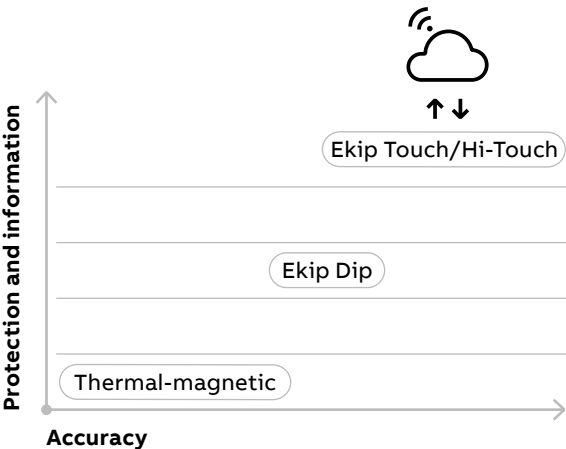 Protection and information
Ekip Touch/Hi-Touch
Ekip Dip
Thermal-magnetic
Accuracy